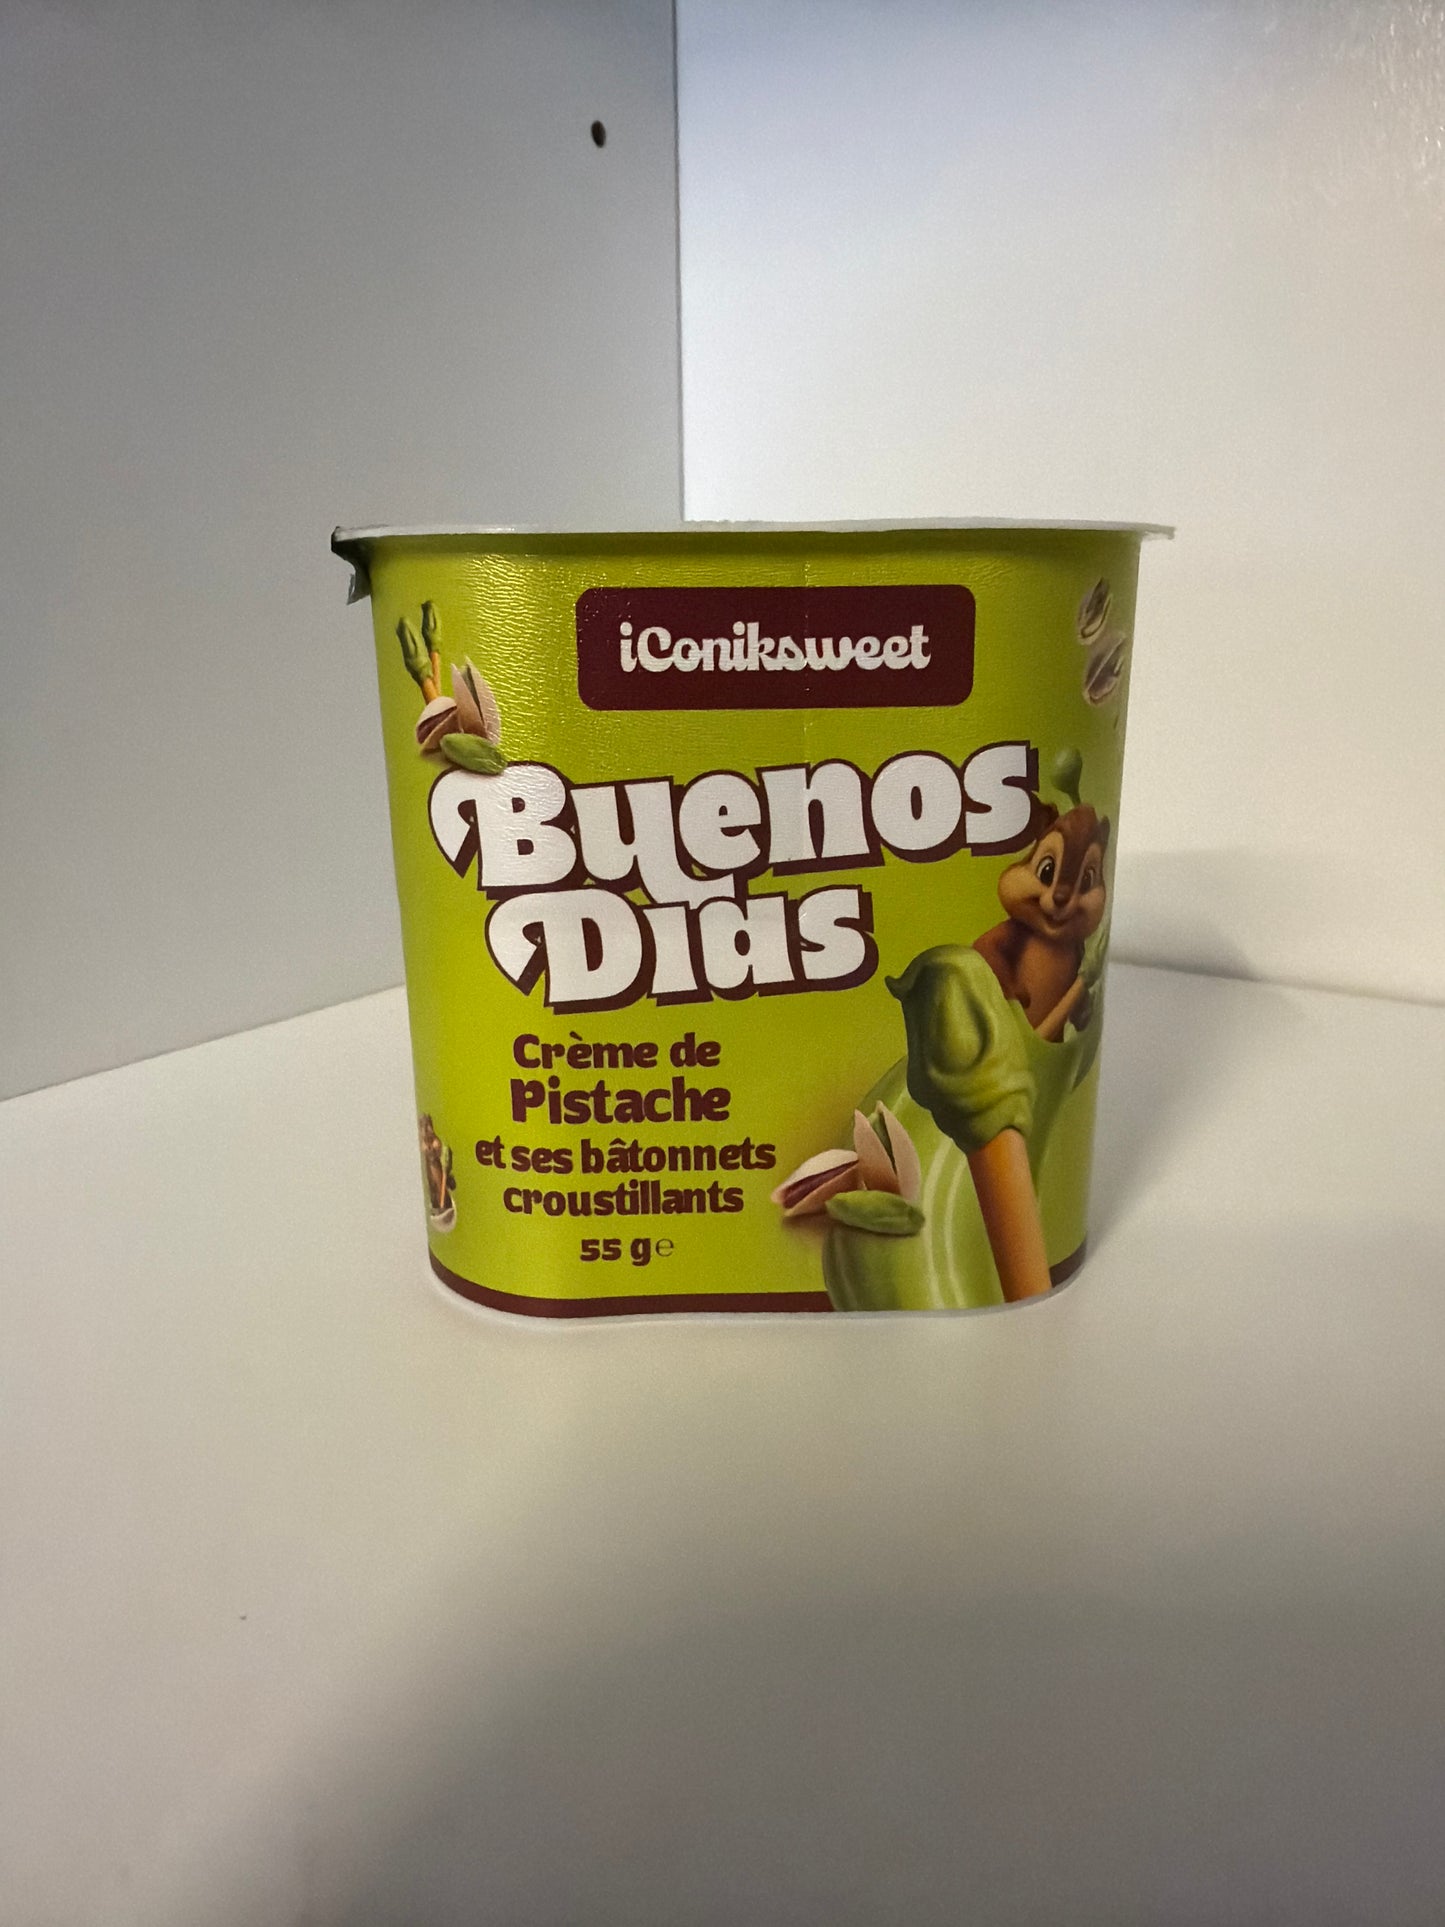 iConiksweet
Buenos
Dias
Crème de
Pistache
et ses bâtonnets
croustillants
55 g℮